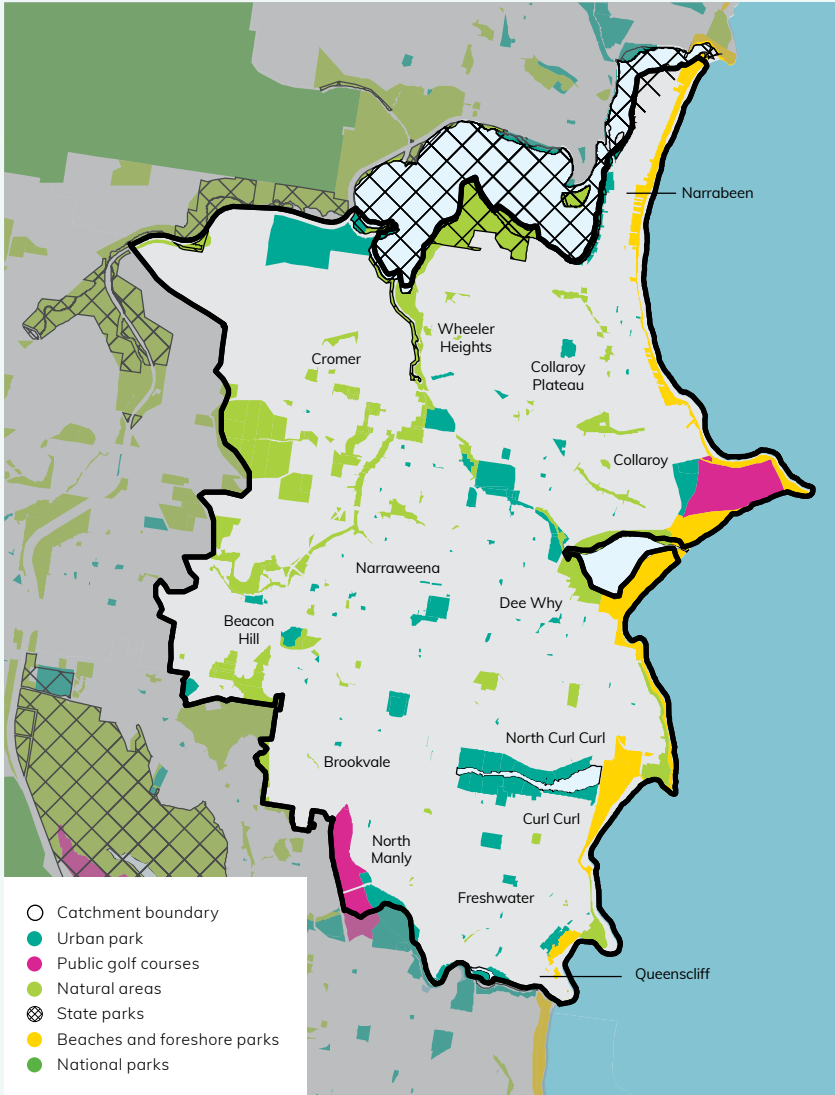 Narrabeen
Wheeler
Heights
Cromer
Collaroy
Plateau
Collaroy
Narraweena
Dee Why
Beacon
Hill
North Curl Curl
Brookvale
Curl Curl
North
Manly
Freshwater
Queenscliff
Catchment boundary
Urban park
Public golf courses
Natural areas
State parks
Beaches and foreshore parks
National parks